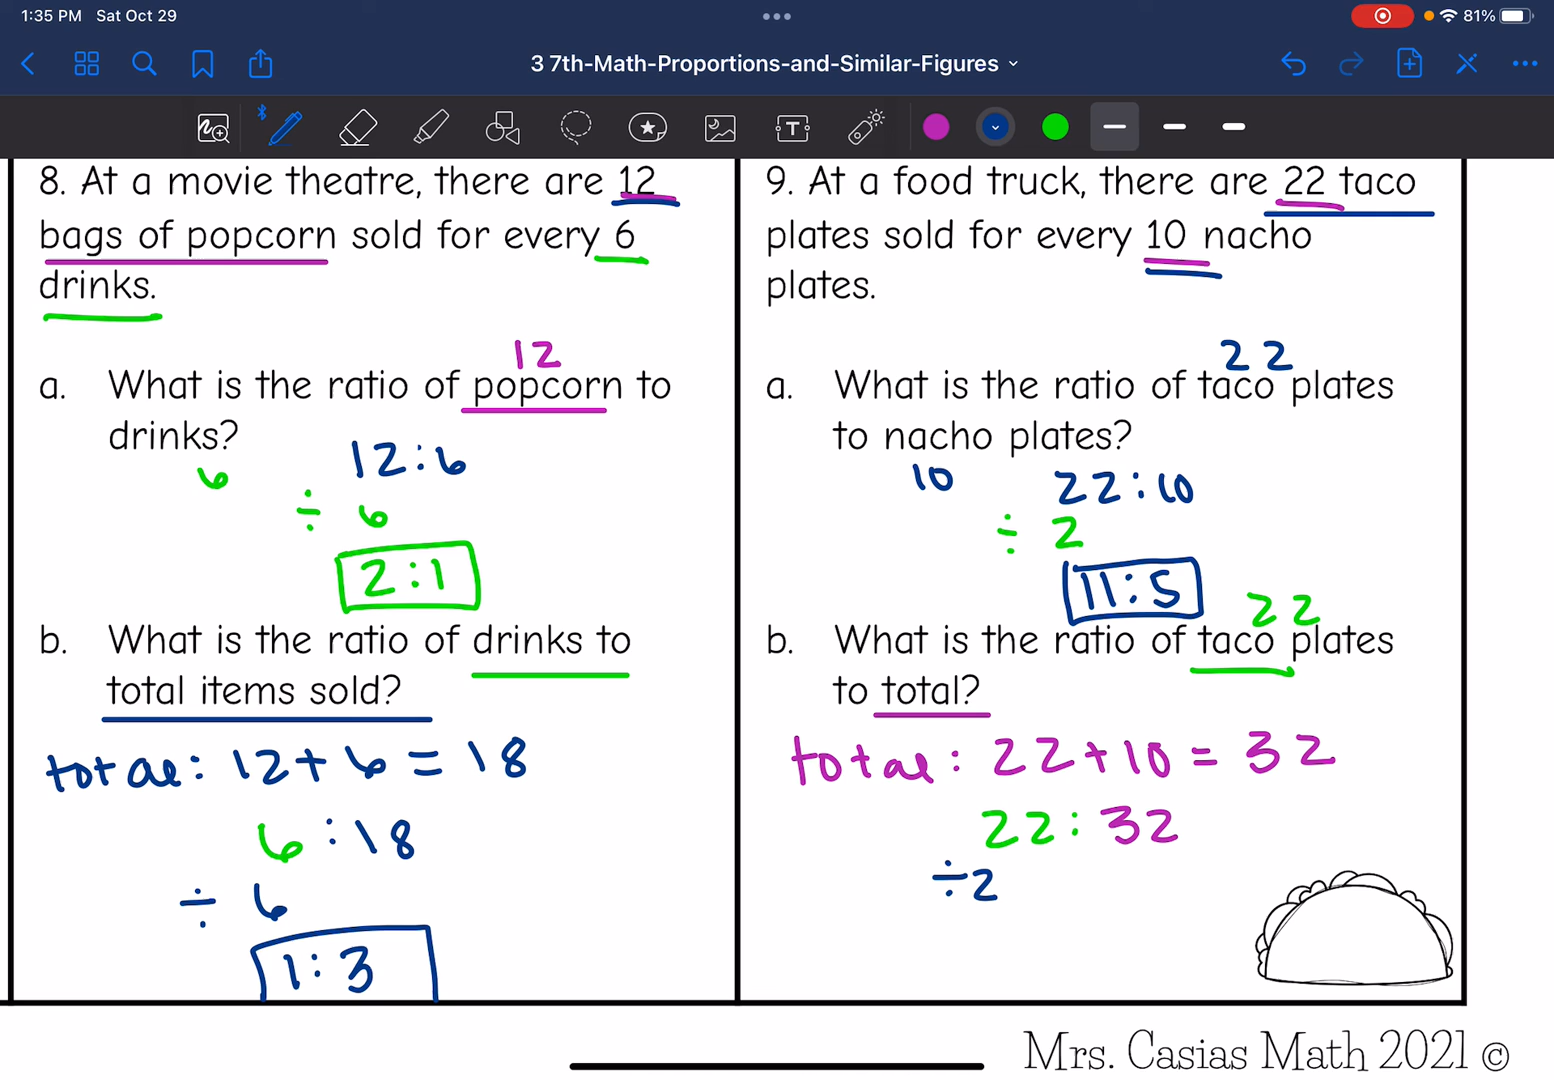 1:35 PM Sat Oct 29
81%
3 7th-Math-Proportions-and-Similar-Figures
T
8. At a movie theatre, there are 12
bags of popcorn sold for every 6
drinks.
12
a. What is the ratio of popcorn to
drinks?
12:6
6
÷ 6
2:1
b. What is the ratio of drinks to
total items sold?
total: 12+6=18
6:18
÷ 6
1:3
9. At a food truck, there are 22 taco
plates sold for every 10 nacho
plates.
22
a. What is the ratio of taco plates
to nacho plates?
10
22:10
÷ 2
11:5
22
b. What is the ratio of taco plates
to total?
total: 22+10=32
22:32
÷2
Mrs. Casias Math 2021 ©